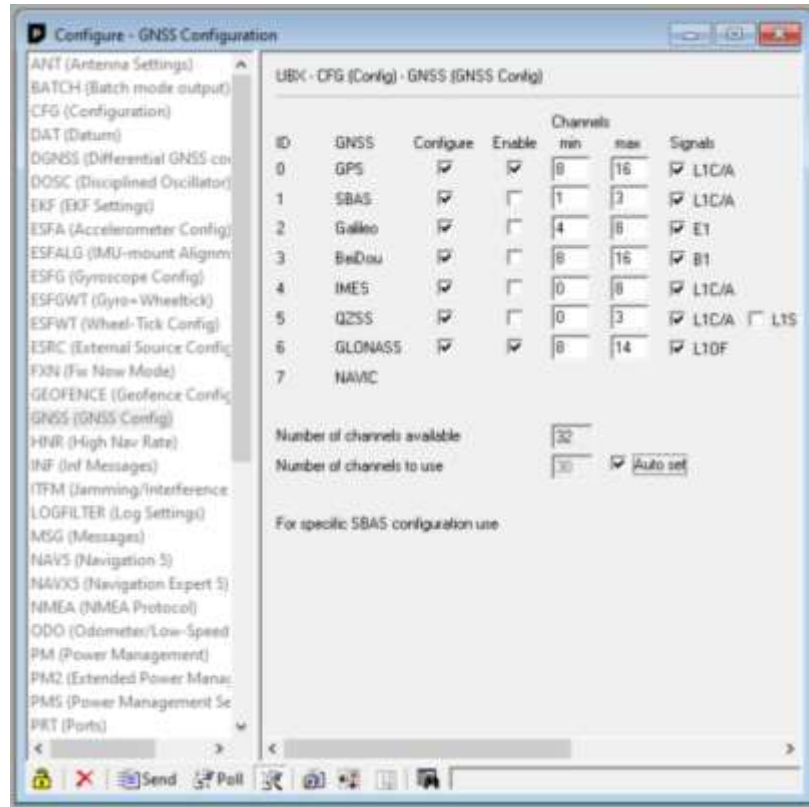 Configure - GNSS Configuration
ANT (Antenna Settings)
BATCH (Batch mode output)
CFG (Configuration)
DAT (Datum)
DGNSS (Differential GNSS con
DOSC (Disciplined Oscillator)
EKF (EKF Settings)
ESFA (Accelerometer Config)
ESFALG (IMU-mount Alignm
ESFG (Gyroscope Config)
ESFGWT (Gyro+Wheeltick)
ESFWT (Wheel-Tick Config)
ESRC (External Source Config
FXN (Fix Now Mode)
GEOFENCE (Geofence Config
GNSS (GNSS Config)
HNR (High Nav Rate)
INF (Inf Messages)
ITFM (Jamming/Interference
LOGFILTER (Log Settings)
MSG (Messages)
NAV5 (Navigation 5)
NAVX5 (Navigation Expert 5)
NMEA (NMEA Protocol)
ODO (Odometer/Low-Speed
PM (Power Management)
PM2 (Extended Power Manag
PMS (Power Management Se
PRT (Ports)
UBX - CFG (Config) - GNSS (GNSS Config)
Channels
ID GNSS Configure Enable min max Signals
0 GPS 8 16 L1C/A
1 SBAS 1 3 L1C/A
2 Galileo 4 8 E1
3 BeiDou 8 16 B1
4 IMES 0 8 L1C/A
5 QZSS 0 3 L1C/A L1S
6 GLONASS 8 14 L1OF
7 NAVIC
Number of channels available 32
Number of channels to use 30 Auto set
For specific SBAS configuration use
Send Poll